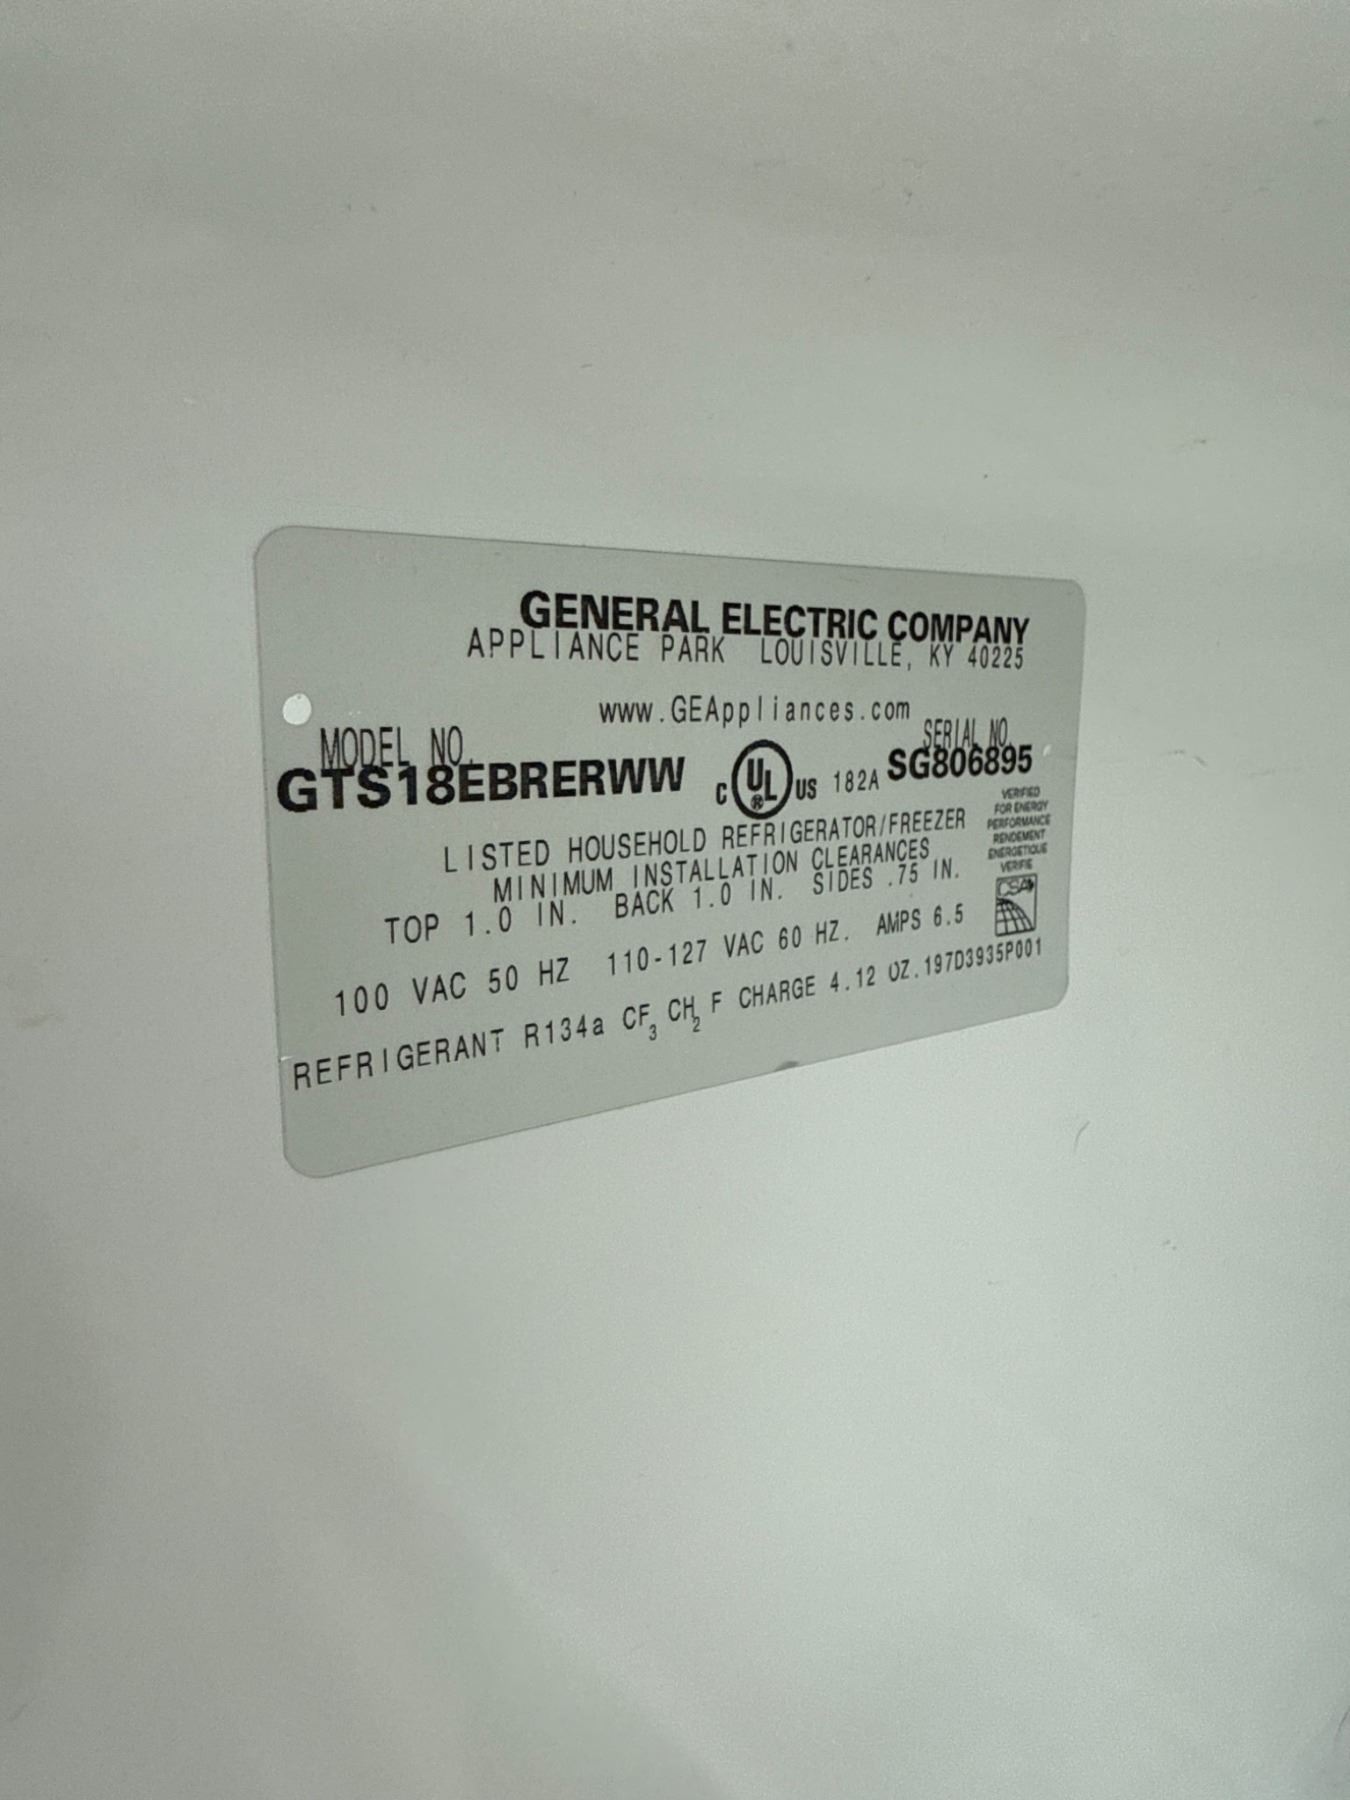 GENERAL ELECTRIC COMPANY
APPLIANCE PARK LOUISVILLE, KY 40225
www.GEAppliances.com
MODEL NO. SERIAL NO.
GTS18EBRERWW C UL ® US 182A SG806895
LISTED HOUSEHOLD REFRIGERATOR/FREEZER
MINIMUM INSTALLATION CLEARANCES
TOP 1.0 IN. BACK 1.0 IN. SIDES .75 IN.
100 VAC 50 HZ 110-127 VAC 60 HZ. AMPS 6.5
REFRIGERANT R134a CF3 CH2 F CHARGE 4.12 OZ. 197D3935P001
VERIFIED
FOR ENERGY
PERFORMANCE
RENDEMENT
ENERGETIQUE
VERIFIE
CSA